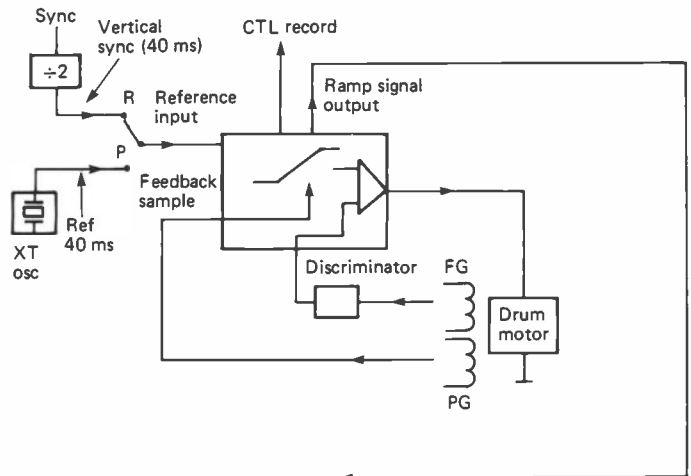 Sync
÷2
Vertical
sync (40 ms)
CTL record
Ramp signal
output
R
Reference
input
P
Feedback
sample
Ref
40 ms
XT
osc
Discriminator
FG
Drum
motor
PG